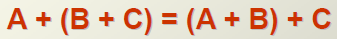 A + (B + C) = (A + B) + C